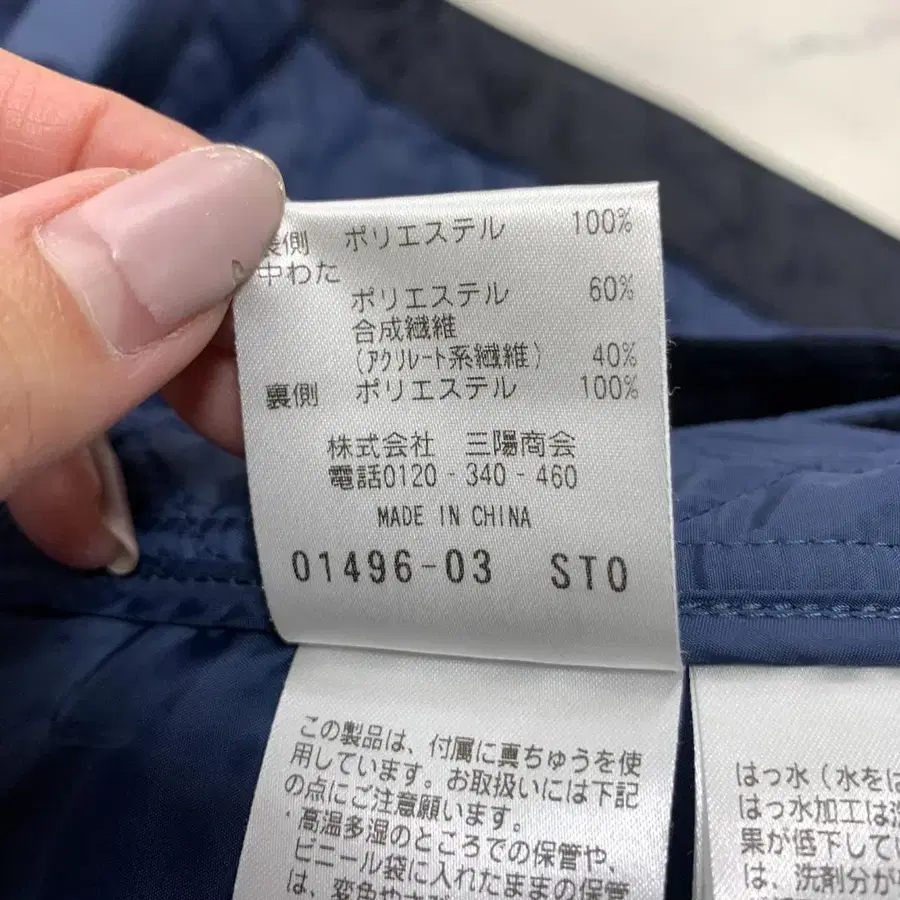 側 ポリエステル 100%
中わた
ポリエステル 60%
合成繊維
(アクリレート系繊維) 40%
裏側 ポリエステル 100%
株式会社 三陽商会
電話0120-340-460
MADE IN CHINA
01496-03 STO
この製品は、付属に真ちゅうを使
用しています。お取扱いには下記
の点にご注意願います。
・高温多湿のところでの保管や、
ビニール袋に入れたままの保管
は、変色や
はっ水(水をは
はっ水加工は洗
果が低下してい
は、洗剤分が